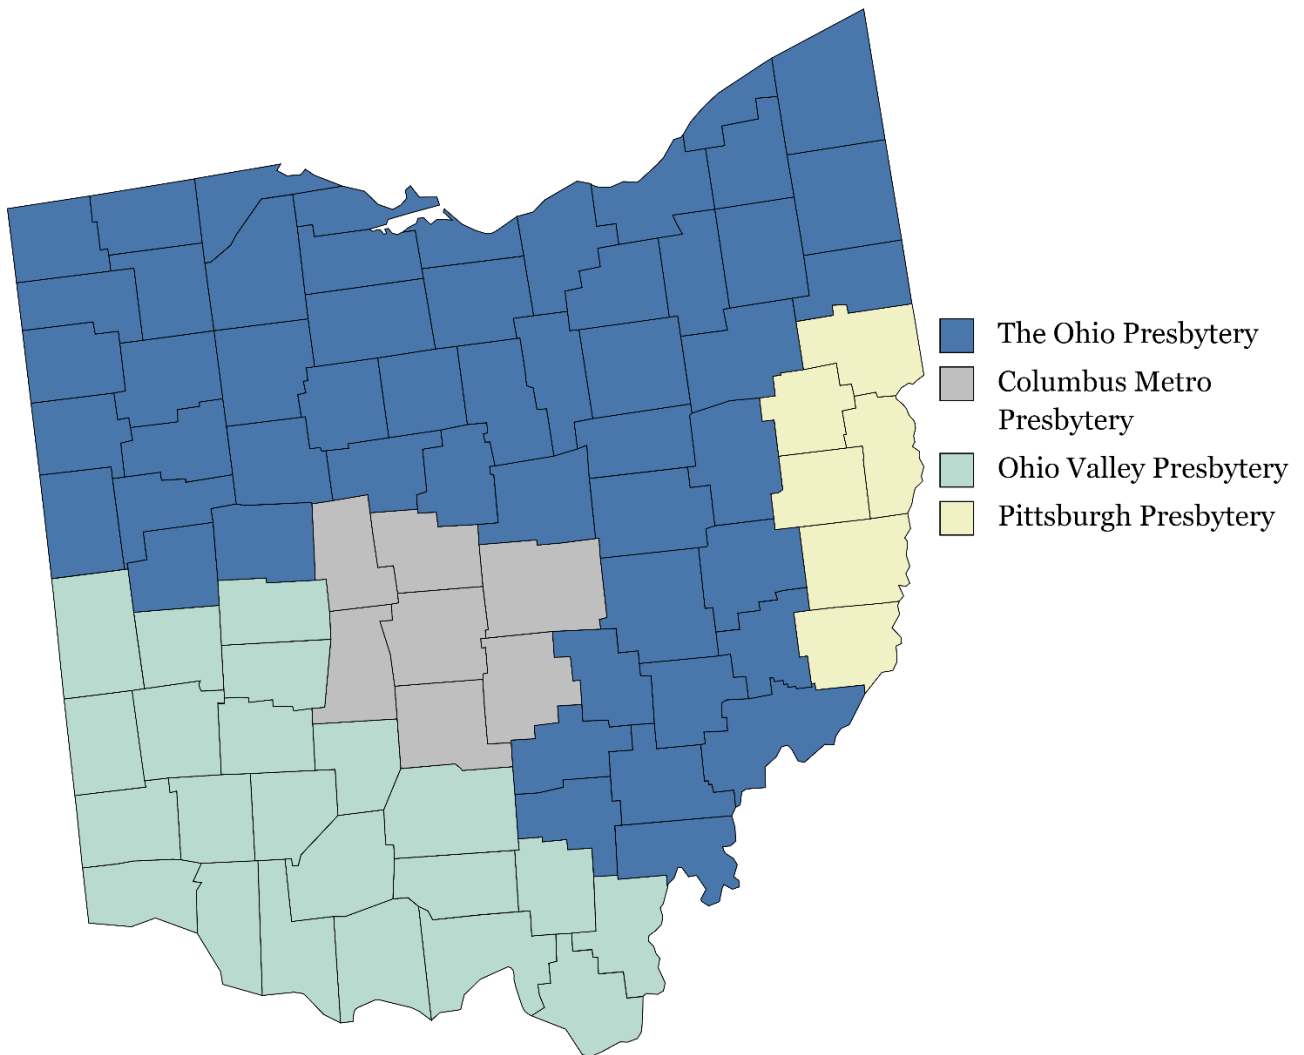 The Ohio Presbytery
Columbus Metro
Presbytery
Ohio Valley Presbytery
Pittsburgh Presbytery